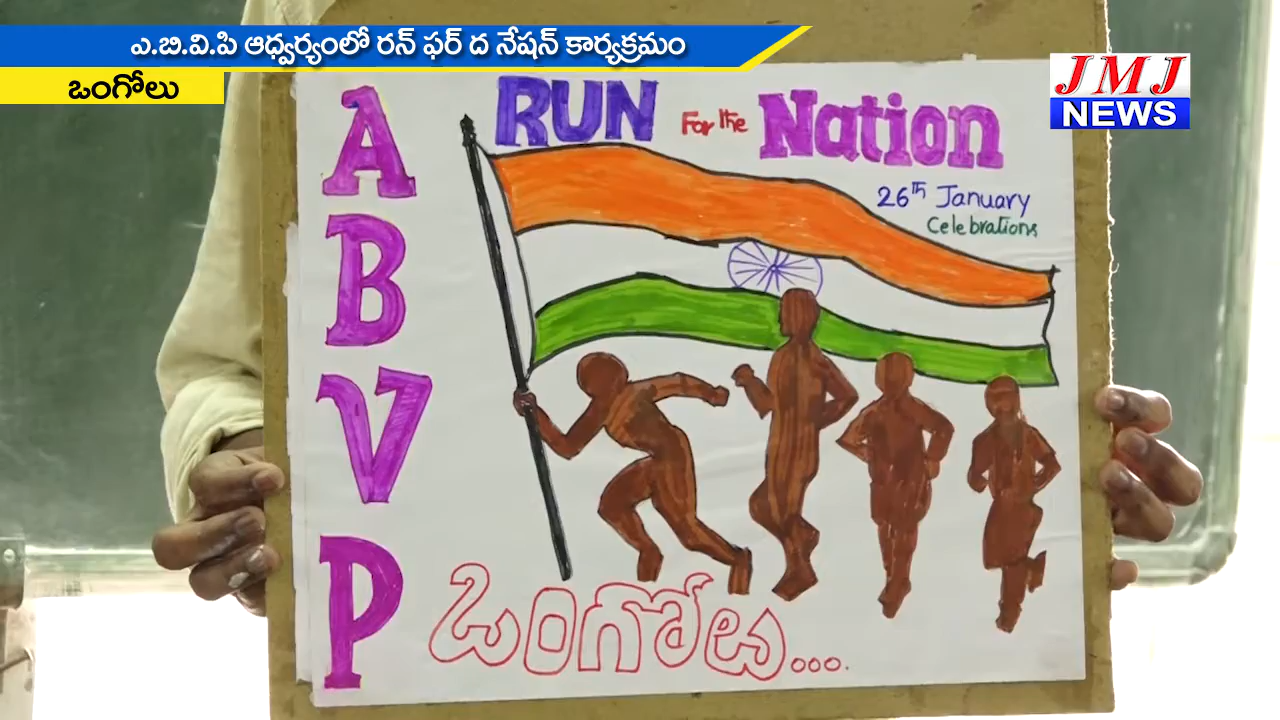 ఎ.బి.వి.పి ఆధ్వర్యంలో రన్ ఫర్ ద నేషన్ కార్యక్రమం
ఒంగోలు
JMJ
NEWS
RUN For the Nation
26th January
Celebrations
A
B
V
P
ఒంగోలు...